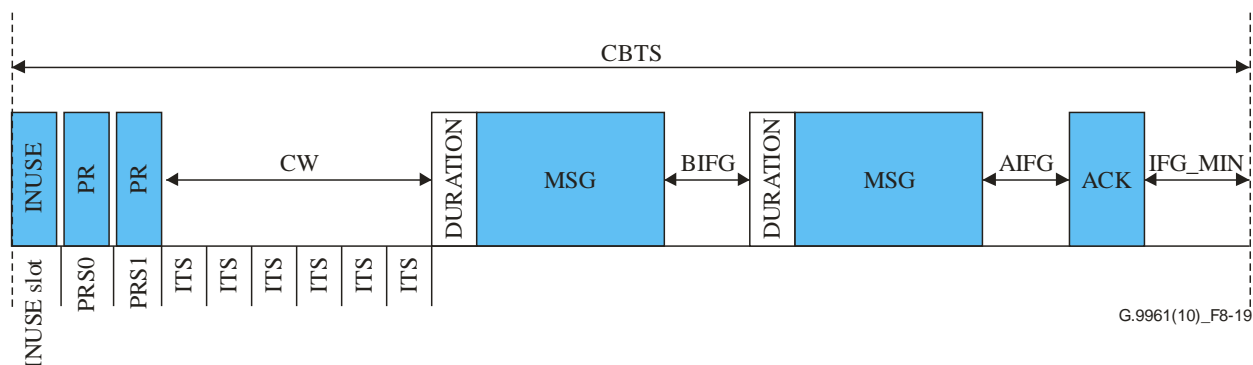 CBTS
INUSE
PR
PR
CW
DURATION
MSG
BIFG
DURATION
MSG
AIFG
ACK
IFG_MIN
INUSE slot
PRS0
PRS1
ITS
ITS
ITS
ITS
ITS
ITS
G.9961(10)_F8-19